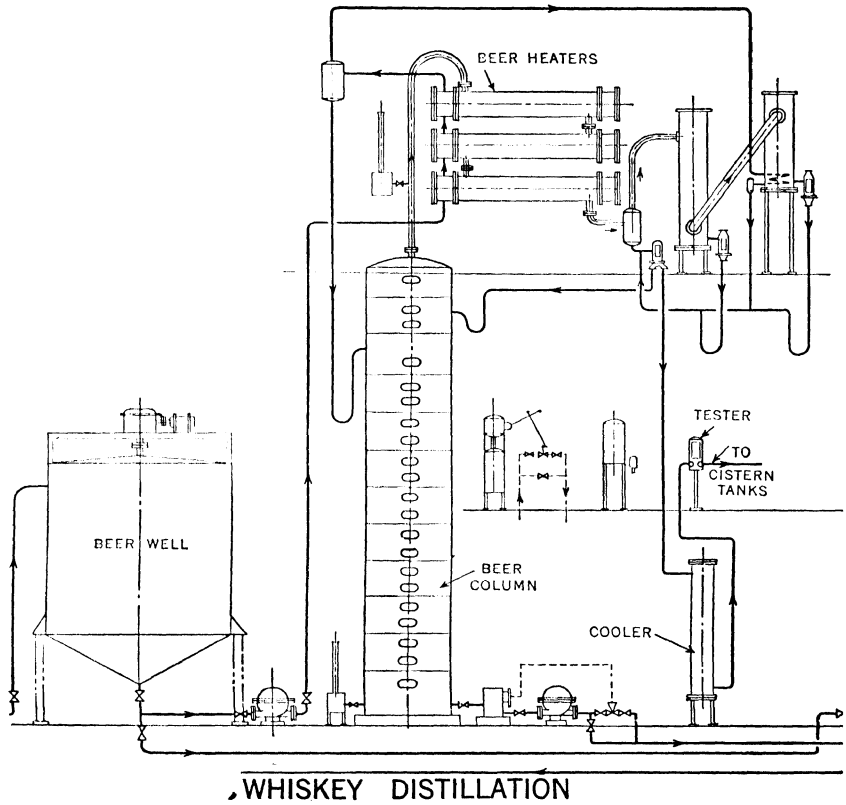 BEER HEATERS
TESTER
TO
CISTERN
TANKS
BEER WELL
BEER
COLUMN
COOLER
WHISKEY DISTILLATION